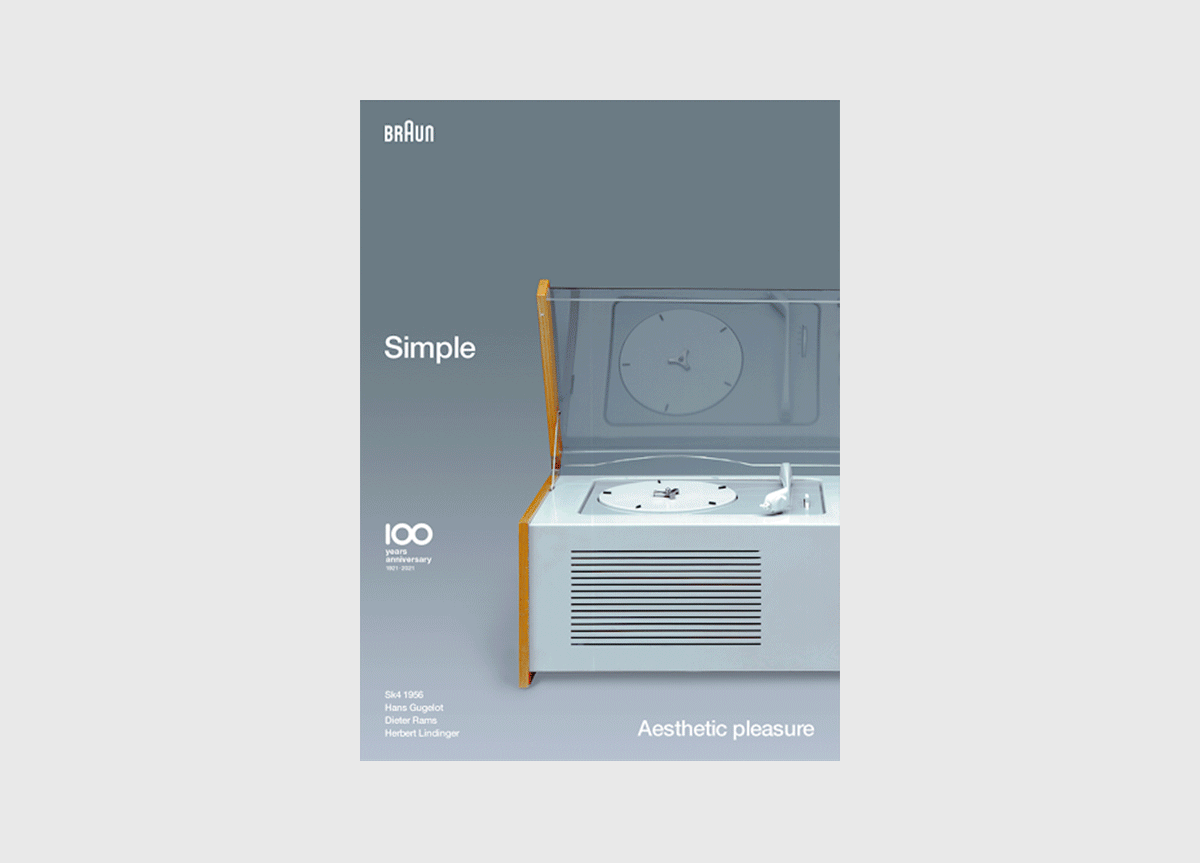 BRAUN
Simple
100
years
anniversary
1921-2021
Sk4 1956
Hans Gugelot
Dieter Rams
Herbert Lindinger
Aesthetic pleasure